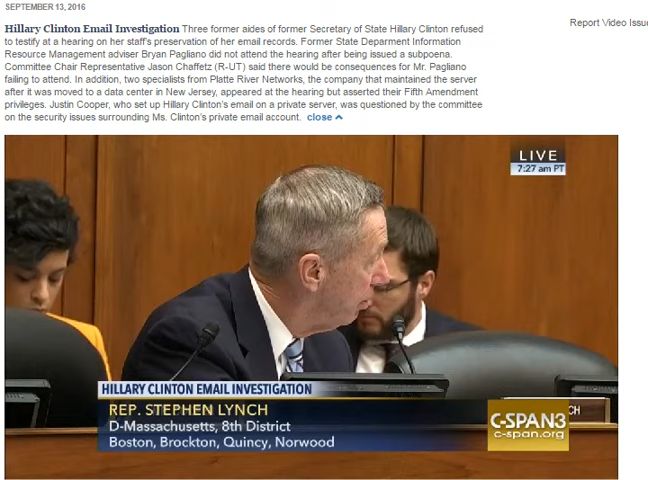 SEPTEMBER 13, 2016
Report Video Issue
Hillary Clinton Email Investigation Three former aides of former Secretary of State Hillary Clinton refused
to testify at a hearing on her staff's preservation of her email records. Former State Deparment Information
Resource Management adviser Bryan Pagliano did not attend the hearing after being issued a subpoena.
Committee Chair Representative Jason Chaffetz (R-UT) said there would be consequences for Mr. Pagliano
failing to attend. In addition, two specialists from Platte River Networks, the company that maintained the server
after it was moved to a data center in New Jersey, appeared at the hearing but asserted their Fifth Amendment
privileges. Justin Cooper, who set up Hillary Clinton's email on a private server, was questioned by the committee
on the security issues surrounding Ms. Clinton's private email account. close
LIVE
7:27 am PT
HILLARY CLINTON EMAIL INVESTIGATION
REP. STEPHEN LYNCH
D-Massachusetts, 8th District
Boston, Brockton, Quincy, Norwood
C-SPAN3
c-span.org
CH